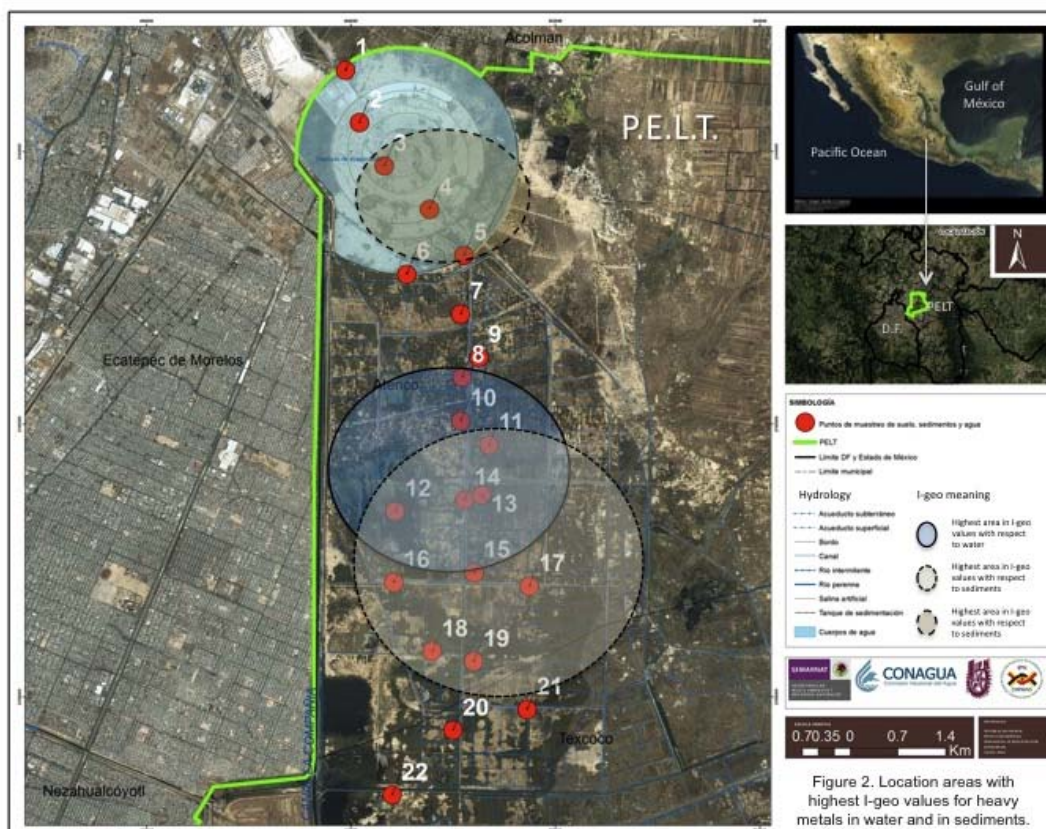 Acolman
1
2
3
4
5
6
7
9
8
Atenco
10
11
14
12
13
15
16
17
18
19
21
20
22
Ecatepec de Morelos
Texcoco
Nezahualcóyotl
P.E.L.T.
Gulf of
México
Pacific Ocean
N
PELT
D.F.
SIMBOLOGÍA
Puntos de muestreo de suelo, sedimentos y agua
PELT
Límite DF y Estado de México
Límite municipal
Hydrology
Acueducto subterráneo
Acueducto superficial
Bordo
Canal
Río intermitente
Río perenne
Salina artificial
Tanque de sedimentación
Cuerpos de agua
I-geo meaning
Highest area in I-geo
values with respect
to water
Highest area in I-geo
values with respect
to sediments
Highest area in I-geo
values with respect
to sediments
SEMARNAT
CONAGUA
Comisión Nacional del Agua
0.70.35 0 0.7 1.4
Km
Figure 2. Location areas with
highest I-geo values for heavy
metals in water and in sediments.